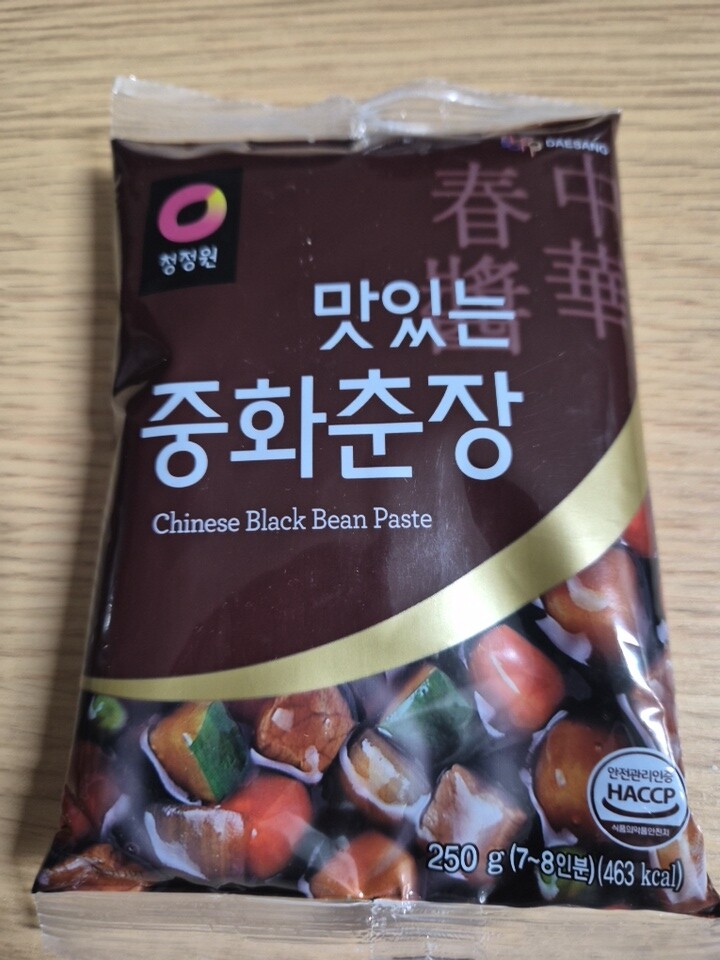 DAESANG
中華
春醬
청정원
맛있는
중화춘장
Chinese Black Bean Paste
안전관리인증
HACCP
식품의약품안전처
250 g (7~8인분) (463 kcal)